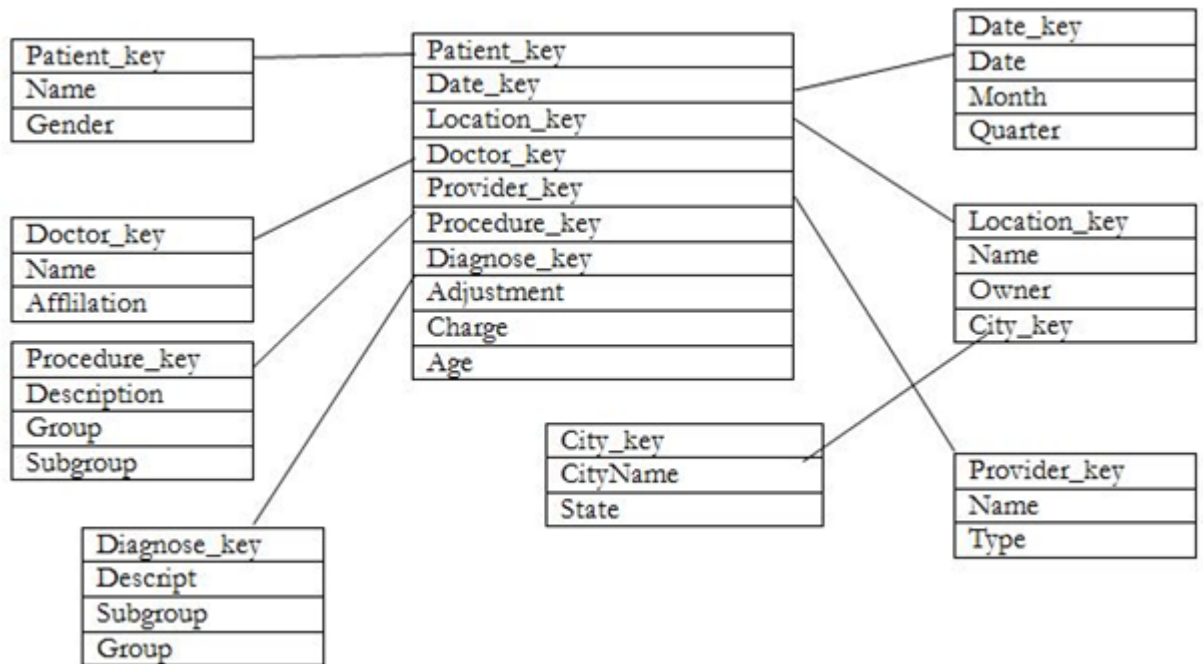 Patient_key
Name
Gender
Doctor_key
Name
Afflilation
Procedure_key
Description
Group
Subgroup
Diagnose_key
Descript
Subgroup
Group
Patient_key
Date_key
Location_key
Doctor_key
Provider_key
Procedure_key
Diagnose_key
Adjustment
Charge
Age
City_key
CityName
State
Date_key
Date
Month
Quarter
Location_key
Name
Owner
City_key
Provider_key
Name
Type